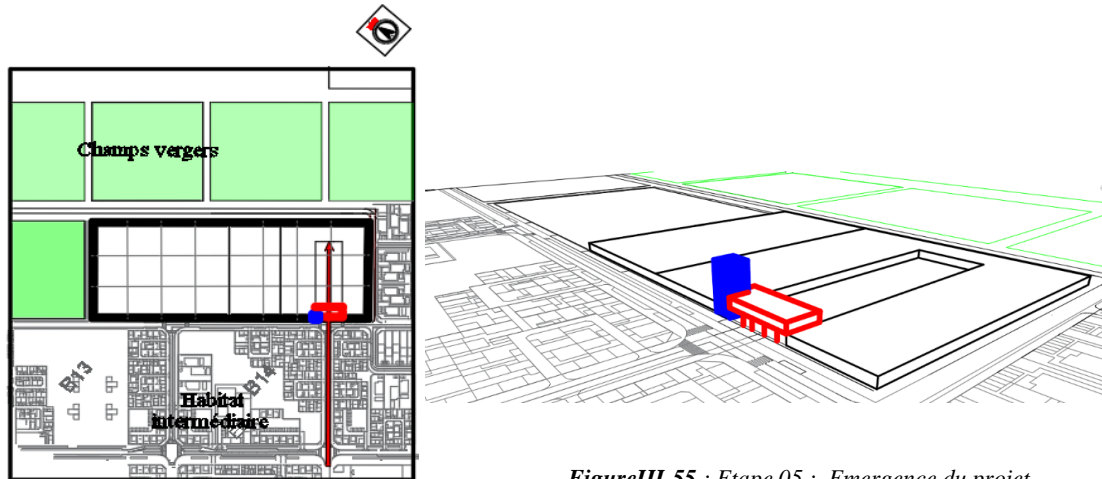 Champs vergers
B13
B14
Habitat
intermédiaire
FigureIII.55 : Etape 05 : Emergence du projet